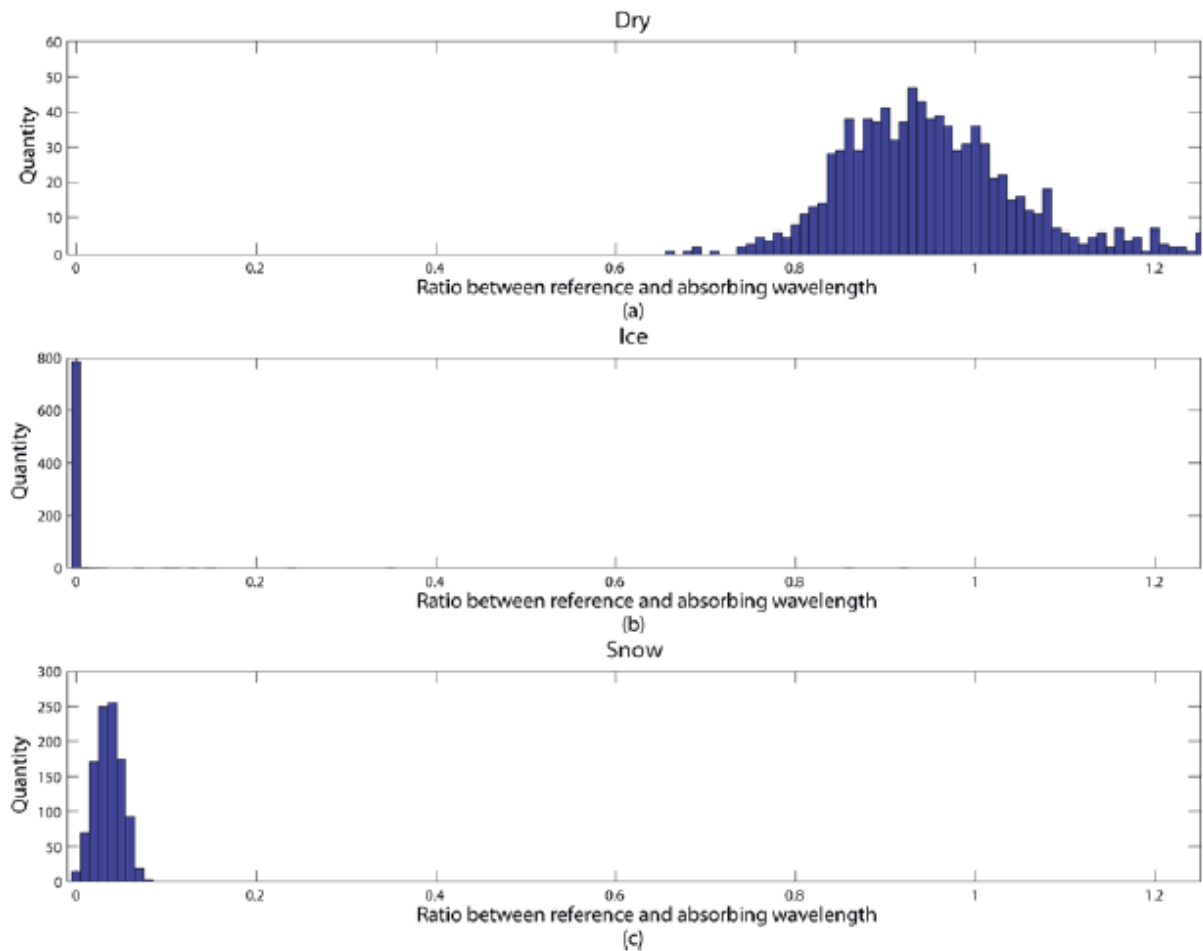 Dry
60
50
40
30
20
10
0
Quantity
0 0.2 0.4 0.6 0.8 1 1.2
Ratio between reference and absorbing wavelength
(a)
Ice
800
600
400
200
0
Quantity
0 0.2 0.4 0.6 0.8 1 1.2
Ratio between reference and absorbing wavelength
(b)
Snow
300
250
200
150
100
50
0
Quantity
0 0.2 0.4 0.6 0.8 1 1.2
Ratio between reference and absorbing wavelength
(c)